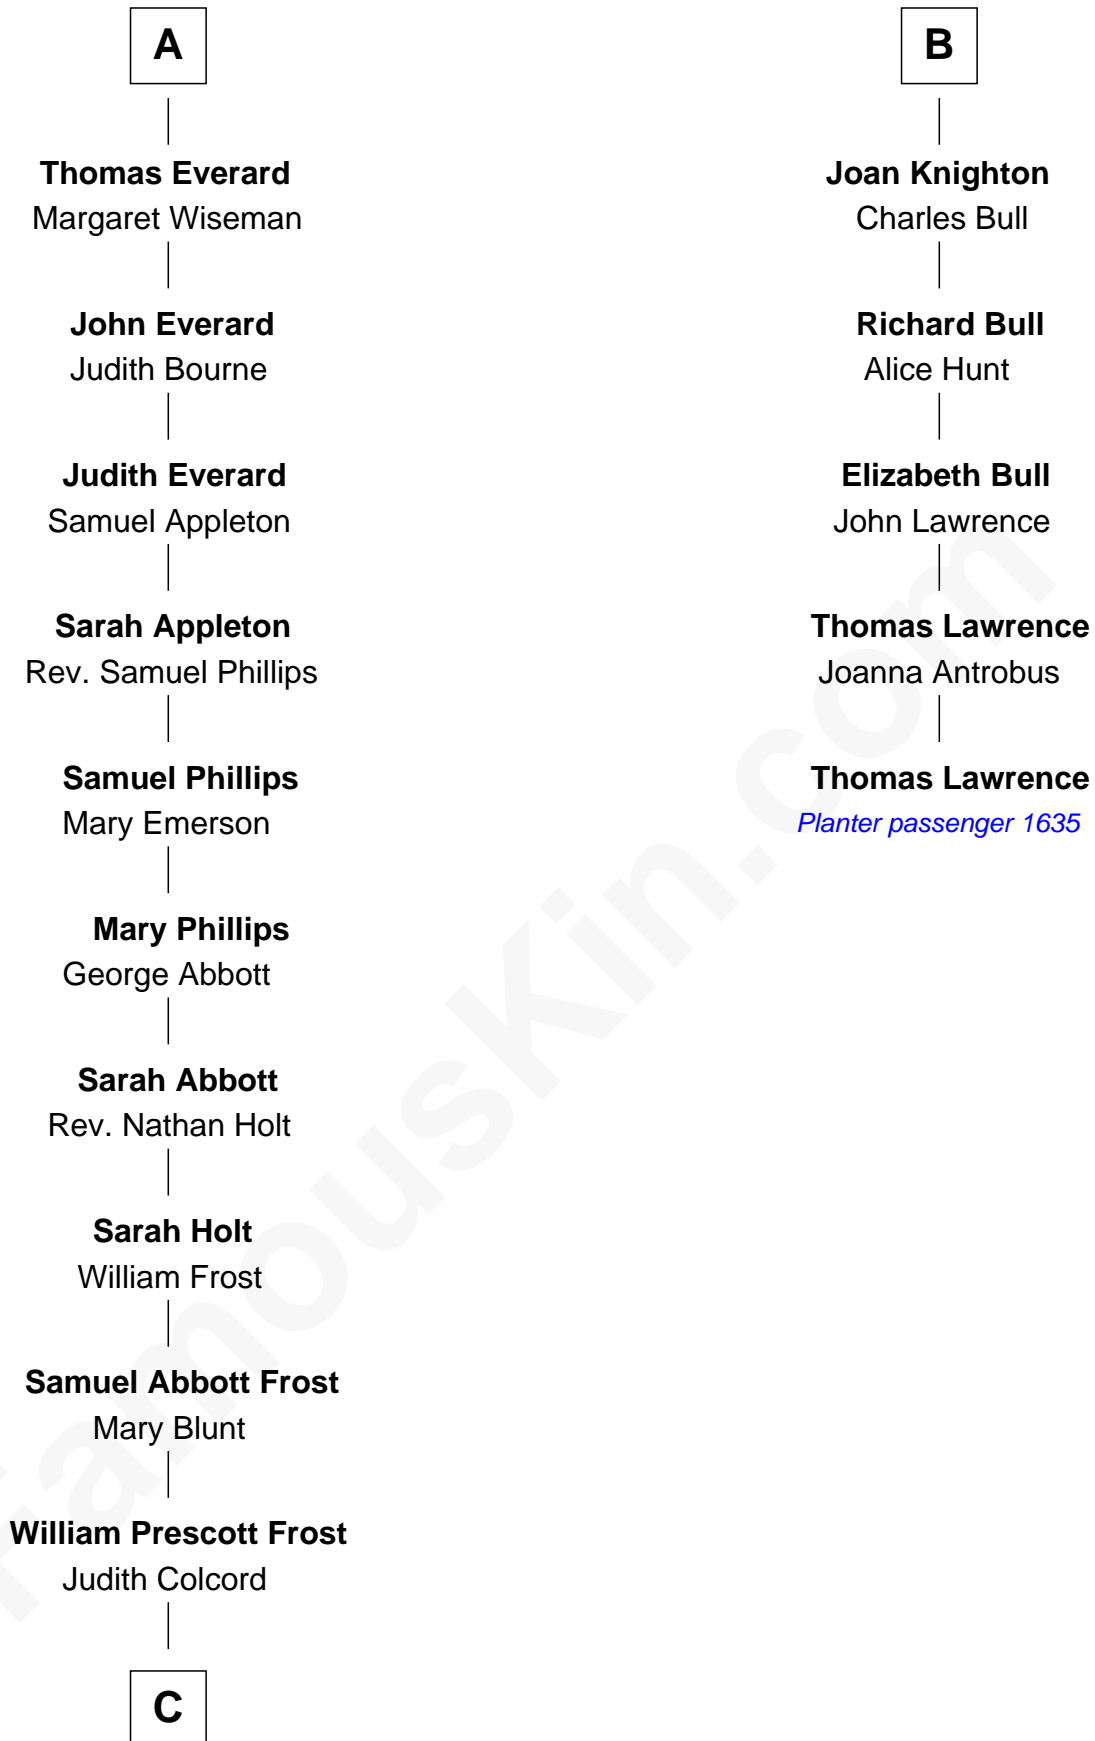 A
Thomas Everard
Margaret Wiseman
John Everard
Judith Bourne
Judith Everard
Samuel Appleton
Sarah Appleton
Rev. Samuel Phillips
Samuel Phillips
Mary Emerson
Mary Phillips
George Abbott
Sarah Abbott
Rev. Nathan Holt
Sarah Holt
William Frost
Samuel Abbott Frost
Mary Blunt
William Prescott Frost
Judith Colcord
C
B
Joan Knighton
Charles Bull
Richard Bull
Alice Hunt
Elizabeth Bull
John Lawrence
Thomas Lawrence
Joanna Antrobus
Thomas Lawrence
Planter passenger 1635
FamousKin.com